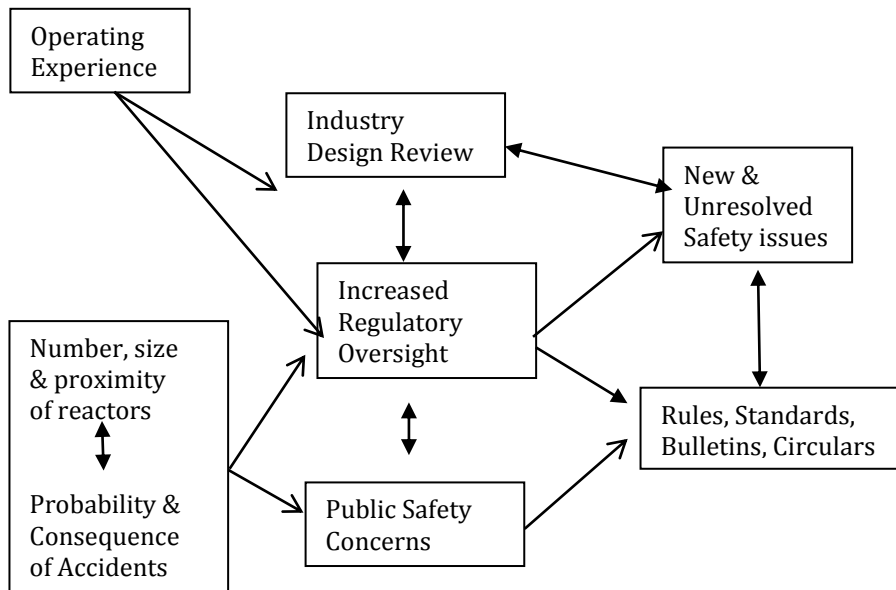 Operating
Experience
Industry
Design Review
New &
Unresolved
Safety issues
Increased
Regulatory
Oversight
Number, size
& proximity
of reactors
Probability &
Consequence
of Accidents
Public Safety
Concerns
Rules, Standards,
Bulletins, Circulars